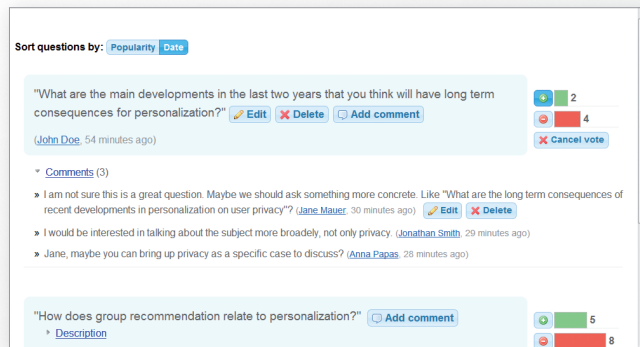 Sort questions by: Popularity Date
"What are the main developments in the last two years that you think will have long term
consequences for personalization?" Edit Delete Add comment
2
4
(John Doe, 54 minutes ago)
Cancel vote
Comments (3)
» I am not sure this is a great question. Maybe we should ask something more concrete. Like "What are the long term consequences of
recent developments in personalization on user privacy"? (Jane Mauer, 30 minutes ago) Edit Delete
» I would be interested in talking about the subject more broadely, not only privacy. (Jonathan Smith, 29 minutes ago)
» Jane, maybe you can bring up privacy as a specific case to discuss? (Anna Papas, 28 minutes ago)
"How does group recommendation relate to personalization?" Add comment
5
Description
8